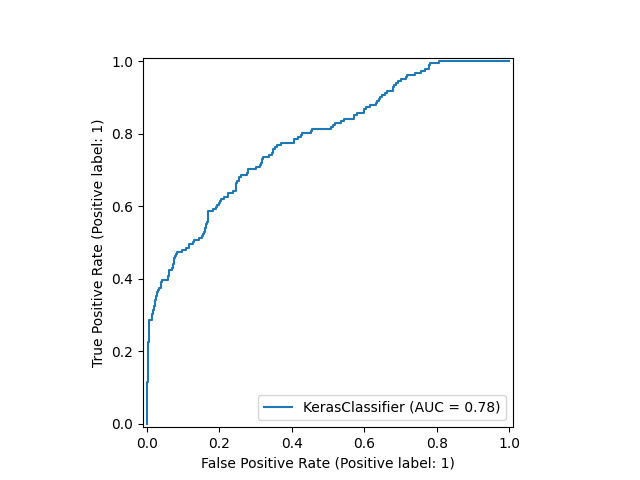 1.0
0.8
0.6
0.4
0.2
0.0
True Positive Rate (Positive label: 1)
KerasClassifier (AUC = 0.78)
0.0 0.2 0.4 0.6 0.8 1.0
False Positive Rate (Positive label: 1)